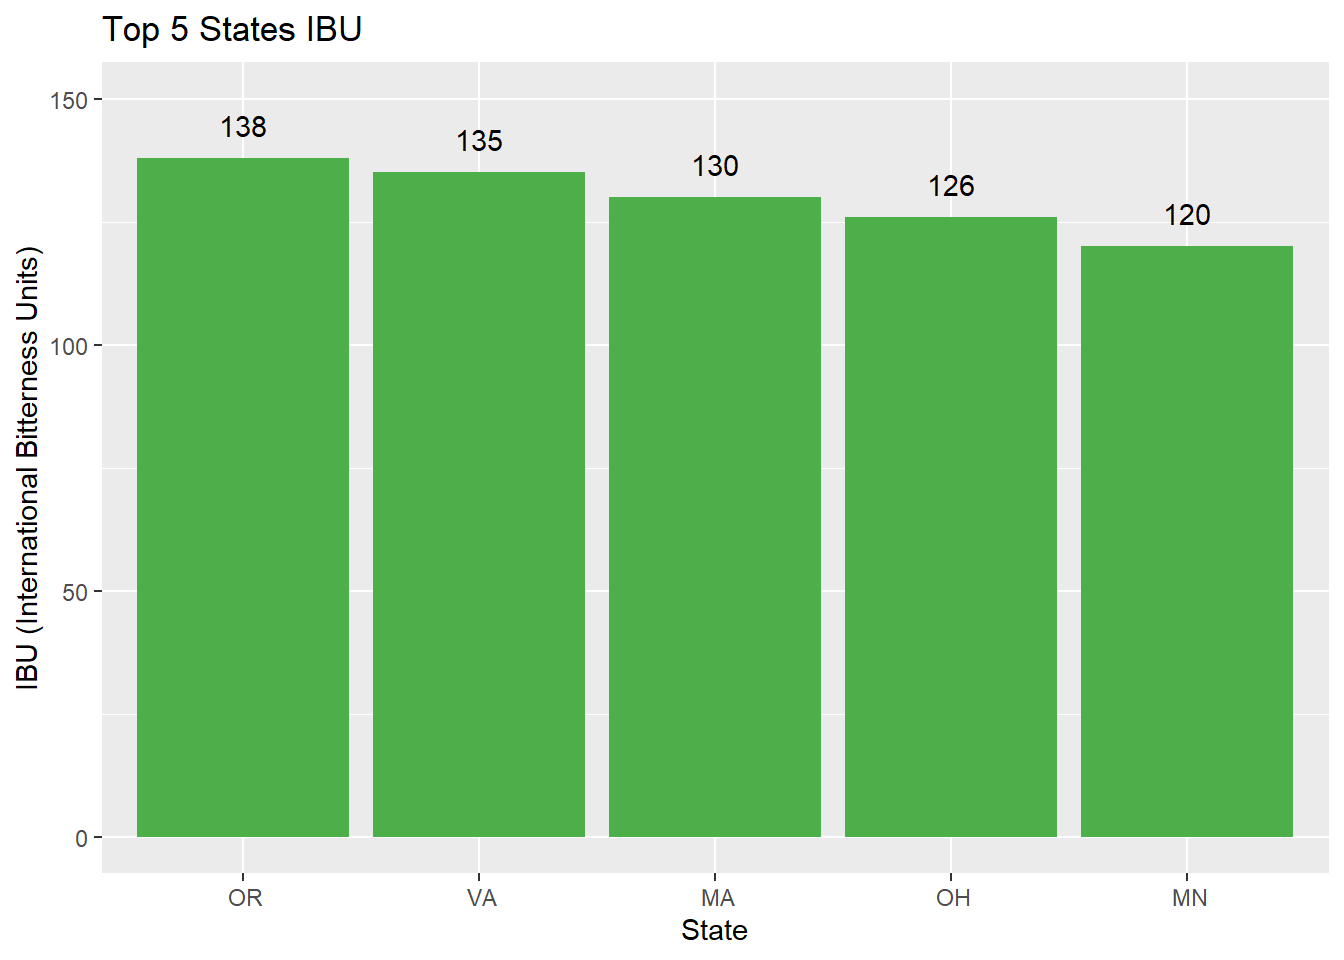 Top 5 States IBU
IBU (International Bitterness Units)
150
100
50
0
138
135
130
126
120
OR
VA
MA
OH
MN
State